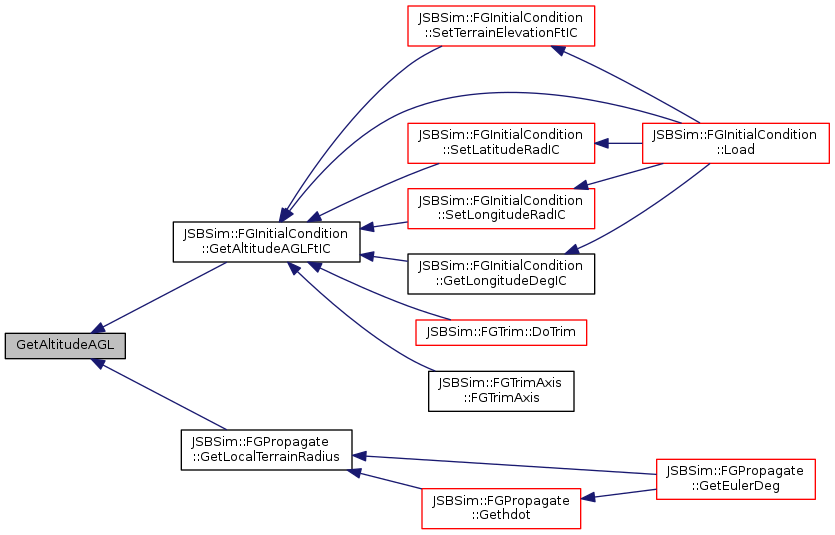 JSBSim::FGInitialCondition
::SetTerrainElevationFtIC
JSBSim::FGInitialCondition
::SetLatitudeRadIC
JSBSim::FGInitialCondition
::Load
JSBSim::FGInitialCondition
::SetLongitudeRadIC
JSBSim::FGInitialCondition
::GetAltitudeAGLFtIC
JSBSim::FGInitialCondition
::GetLongitudeDegIC
JSBSim::FGTrim::DoTrim
GetAltitudeAGL
JSBSim::FGTrimAxis
::FGTrimAxis
JSBSim::FGPropagate
::GetLocalTerrainRadius
JSBSim::FGPropagate
::GetEulerDeg
JSBSim::FGPropagate
::Gethdot